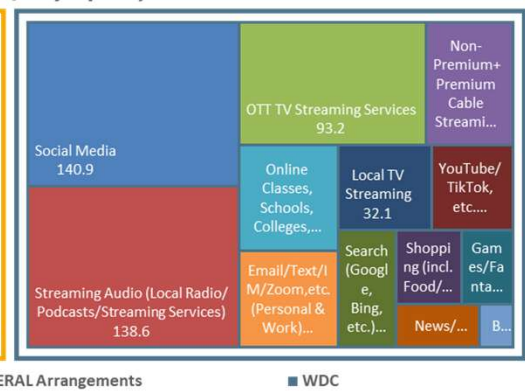 Social Media
140.9
Streaming Audio (Local Radio/
Podcasts/Streaming Services)
138.6
OTT TV Streaming Services
93.2
Non-
Premium+
Premium
Cable
Streami...
Online
Classes,
Schools,
Colleges,...
Local TV
Streaming
32.1
YouTube/
TikTok,
etc....
Email/Text/I
M/Zoom,etc.
(Personal &
Work)...
Search
(Googl
e,
Bing,
etc.)...
Shoppi
ng (incl.
Food/...
Gam
es/Fa
nta...
News/...
B...
ERAL Arrangements
WDC